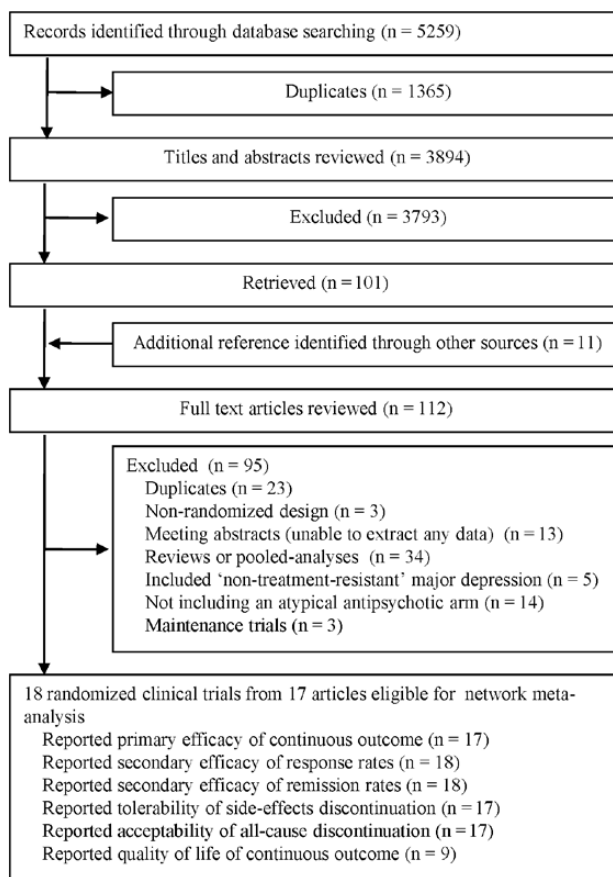 Records identified through database searching (n = 5259)
Duplicates (n = 1365)
Titles and abstracts reviewed (n = 3894)
Excluded (n = 3793)
Retrieved (n = 101)
Additional reference identified through other sources (n = 11)
Full text articles reviewed (n = 112)
Excluded (n = 95)
Duplicates (n = 23)
Non-randomized design (n = 3)
Meeting abstracts (unable to extract any data) (n = 13)
Reviews or pooled-analyses (n = 34)
Included ‘non-treatment-resistant’ major depression (n = 5)
Not including an atypical antipsychotic arm (n = 14)
Maintenance trials (n = 3)
18 randomized clinical trials from 17 articles eligible for network meta-
analysis
Reported primary efficacy of continuous outcome (n = 17)
Reported secondary efficacy of response rates (n = 18)
Reported secondary efficacy of remission rates (n = 18)
Reported tolerability of side-effects discontinuation (n = 17)
Reported acceptability of all-cause discontinuation (n = 17)
Reported quality of life of continuous outcome (n = 9)